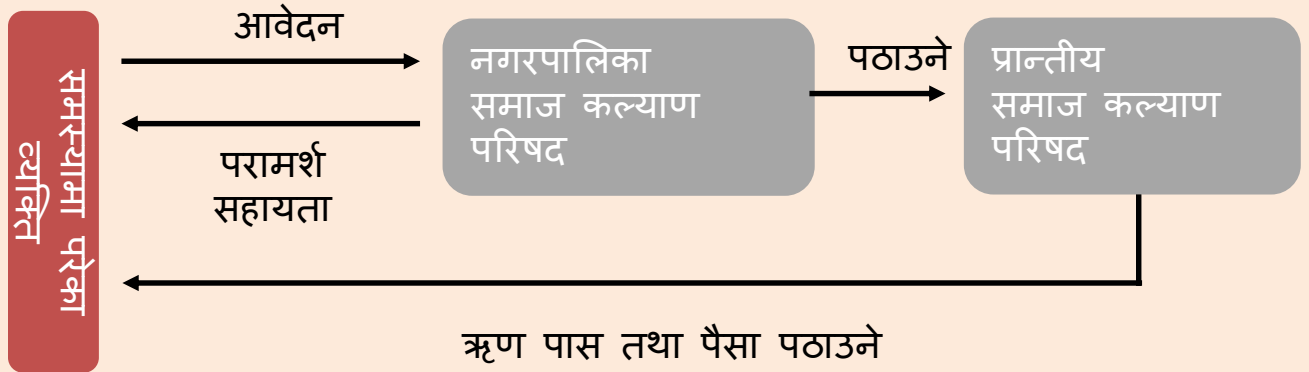 समस्यामा परेका
व्यक्ति
आवेदन
परामर्श
सहायता
नगरपालिका
समाज कल्याण
परिषद
पठाउने
प्रान्तीय
समाज कल्याण
परिषद
ऋण पास तथा पैसा पठाउने